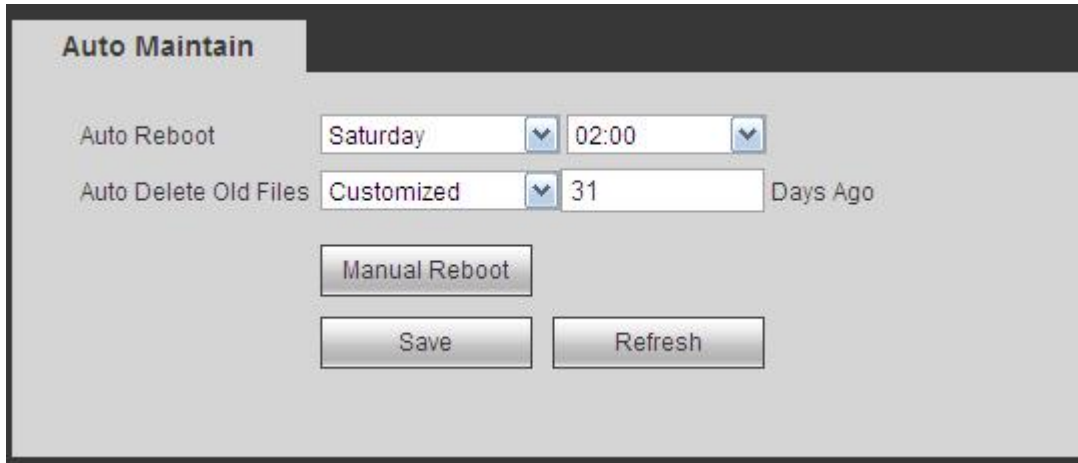 Auto Maintain
Auto Reboot Saturday 02:00
Auto Delete Old Files Customized 31 Days Ago
Manual Reboot
Save Refresh